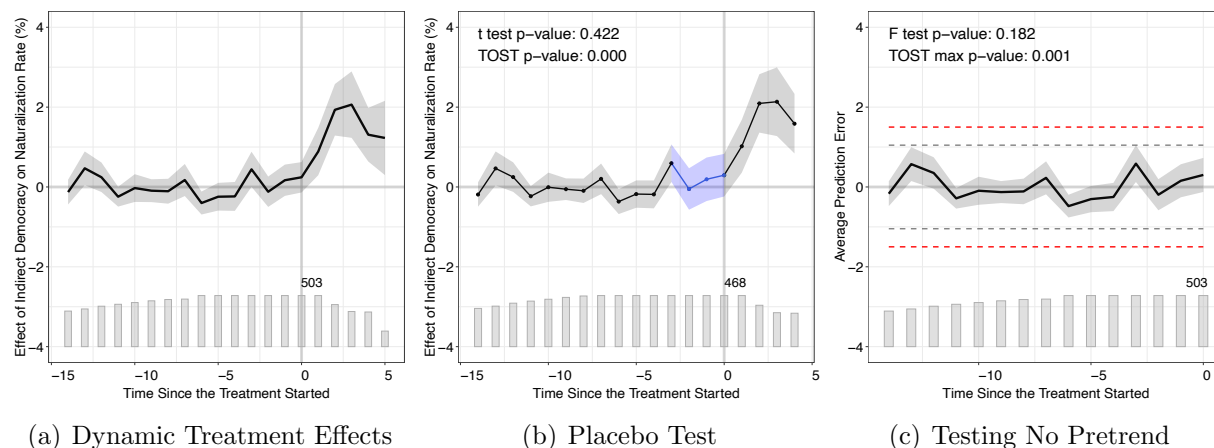 Effect of Indirect Democracy on Naturalization Rate (%)
4
2
0
−2
−4
503
−15
−10
−5
0
5
Time Since the Treatment Started
(a) Dynamic Treatment Effects
Effect of Indirect Democracy on Naturalization Rate (%)
t test p−value: 0.422
TOST p−value: 0.000
4
2
0
−2
−4
468
−15
−10
−5
0
5
Time Since the Treatment Started
(b) Placebo Test
Average Prediction Error
F test p−value: 0.182
TOST max p−value: 0.001
4
2
0
−2
−4
503
−10
−5
0
Time Since the Treatment Started
(c) Testing No Pretrend